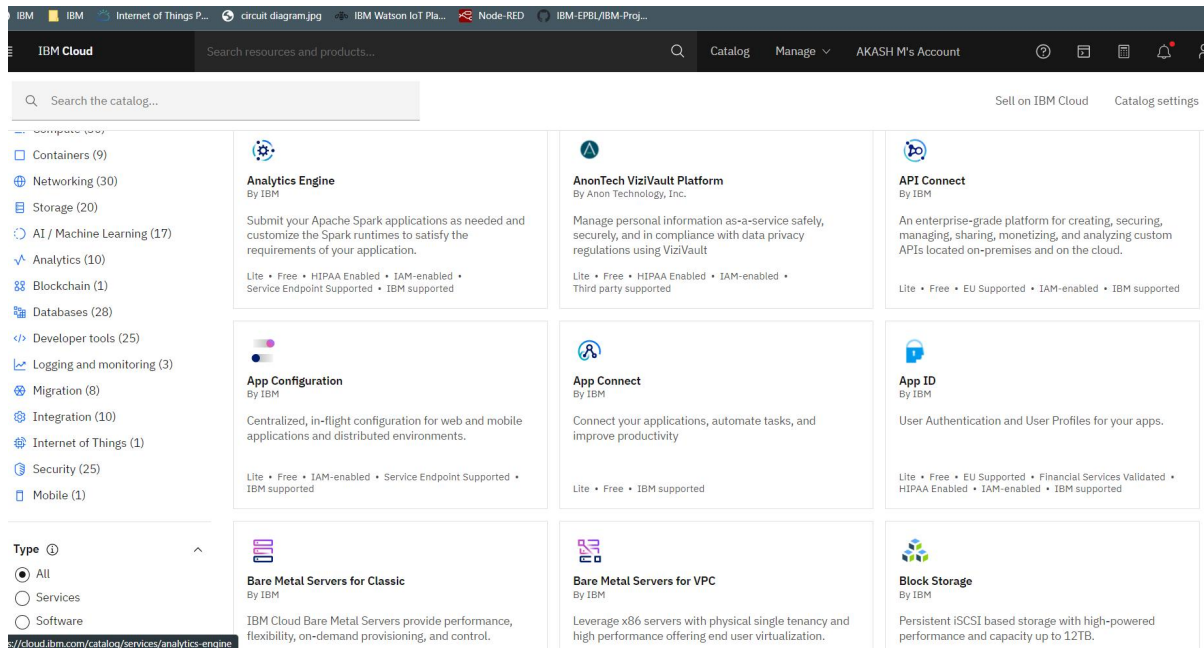 IBM
IBM
Internet of Things P...
circuit diagram.jpg
IBM Watson IoT Pla...
Node-RED
IBM-EPBL/IBM-Proj...
IBM Cloud
Search resources and products...
Catalog
Manage
AKASH M's Account
Search the catalog...
Sell on IBM Cloud
Catalog settings
Containers (9)
Networking (30)
Storage (20)
AI / Machine Learning (17)
Analytics (10)
Blockchain (1)
Databases (28)
Developer tools (25)
Logging and monitoring (3)
Migration (8)
Integration (10)
Internet of Things (1)
Security (25)
Mobile (1)
Type
All
Services
Software
s://cloud.ibm.com/catalog/services/analytics-engine
Analytics Engine
By IBM
Submit your Apache Spark applications as needed and
customize the Spark runtimes to satisfy the
requirements of your application.
Lite • Free • HIPAA Enabled • IAM-enabled •
Service Endpoint Supported • IBM supported
AnonTech ViziVault Platform
By Anon Technology, Inc.
Manage personal information as-a-service safely,
securely, and in compliance with data privacy
regulations using ViziVault
Lite • Free • HIPAA Enabled • IAM-enabled •
Third party supported
API Connect
By IBM
An enterprise-grade platform for creating, securing,
managing, sharing, monetizing, and analyzing custom
APIs located on-premises and on the cloud.
Lite • Free • EU Supported • IAM-enabled • IBM supported
App Configuration
By IBM
Centralized, in-flight configuration for web and mobile
applications and distributed environments.
Lite • Free • IAM-enabled • Service Endpoint Supported •
IBM supported
App Connect
By IBM
Connect your applications, automate tasks, and
improve productivity
Lite • Free • IBM supported
App ID
By IBM
User Authentication and User Profiles for your apps.
Lite • Free • EU Supported • Financial Services Validated •
HIPAA Enabled • IAM-enabled • IBM supported
Bare Metal Servers for Classic
By IBM
IBM Cloud Bare Metal Servers provide performance,
flexibility, on-demand provisioning, and control.
Bare Metal Servers for VPC
By IBM
Leverage x86 servers with physical single tenancy and
high performance offering end user virtualization.
Block Storage
By IBM
Persistent iSCSI based storage with high-powered
performance and capacity up to 12TB.